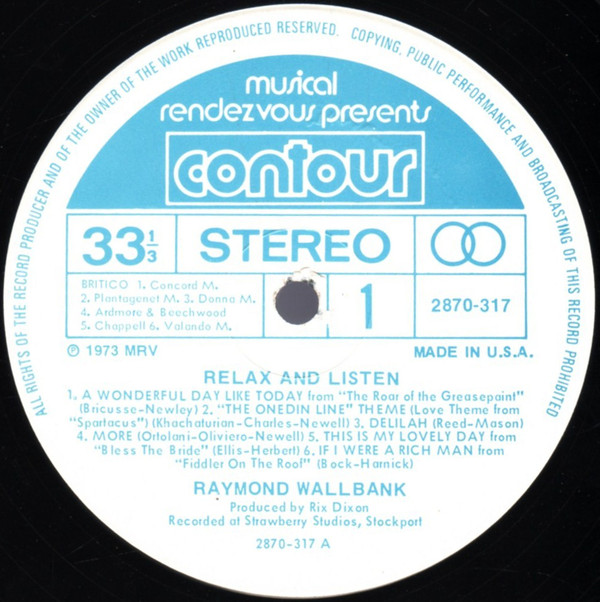 ALL RIGHTS OF THE RECORD PRODUCER AND OF THE OWNER OF THE WORK REPRODUCED RESERVED. COPYING, PUBLIC PERFORMANCE AND BROADCASTING OF THIS RECORD PROHIBITED
musical
rendezvous presents
contour
33 1/3 STEREO
BRITICO 1. Concord M.
2. Plantagenet M. 3. Donna M.
4. Ardmore & Beechwood
5. Chappell 6. Valando M.
1
2870-317
℗ 1973 MRV
MADE IN U.S.A.
RELAX AND LISTEN
1. A WONDERFUL DAY LIKE TODAY from "The Roar of the Greasepaint"
(Bricusse-Newley) 2. "THE ONEDIN LINE" THEME (Love Theme from
"Spartacus") (Khachaturian-Charles-Newell) 3. DELILAH (Reed-Mason)
4. MORE (Ortolani-Oliviero-Newell) 5. THIS IS MY LOVELY DAY from
"Bless The Bride" (Ellis-Herbert) 6. IF I WERE A RICH MAN from
"Fiddler On The Roof" (Bock-Harnick)
RAYMOND WALLBANK
Produced by Rix Dixon
Recorded at Strawberry Studios, Stockport
2870-317 A